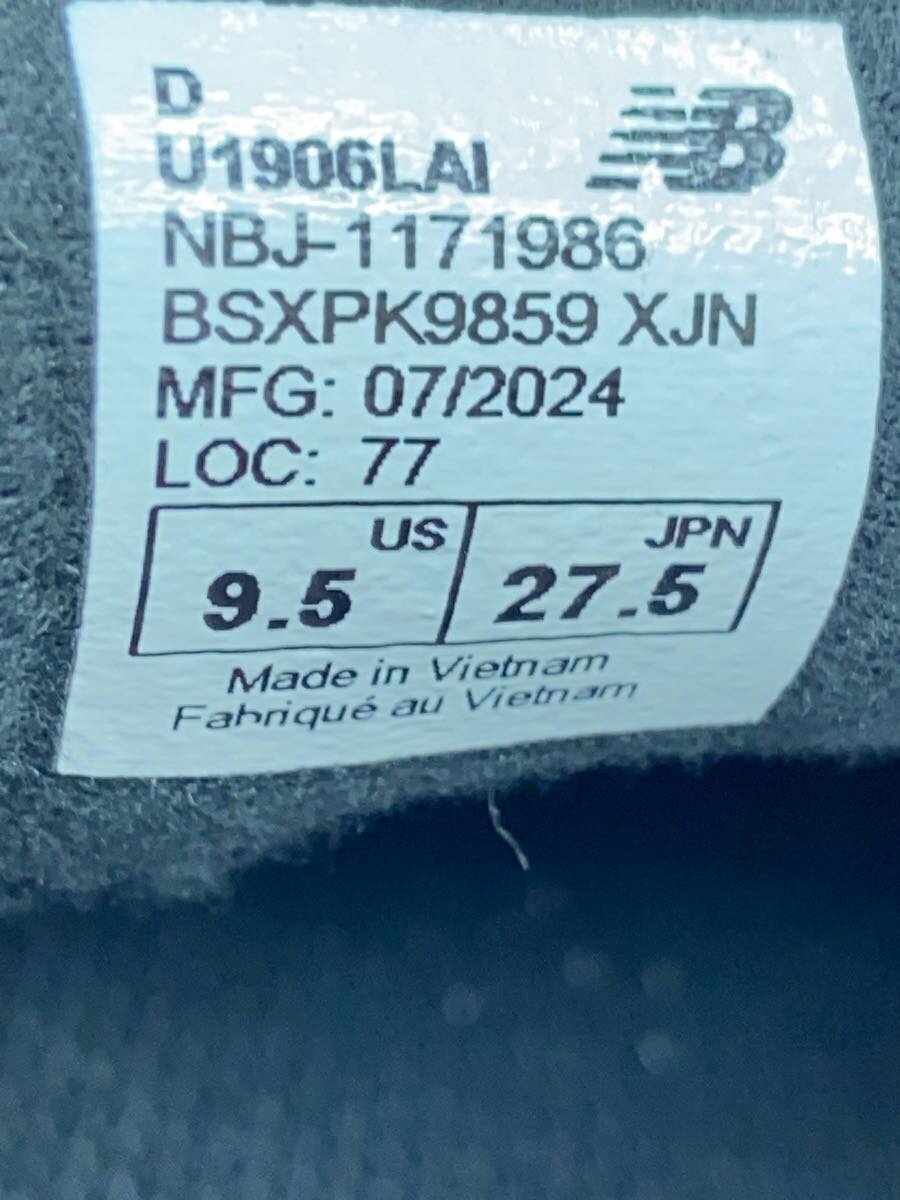 D
U1906LAI
NB
NBJ-1171986
BSXPK9859 XJN
MFG: 07/2024
LOC: 77
US JPN
9.5 27.5
Made in Vietnam
Fabriqué au Vietnam